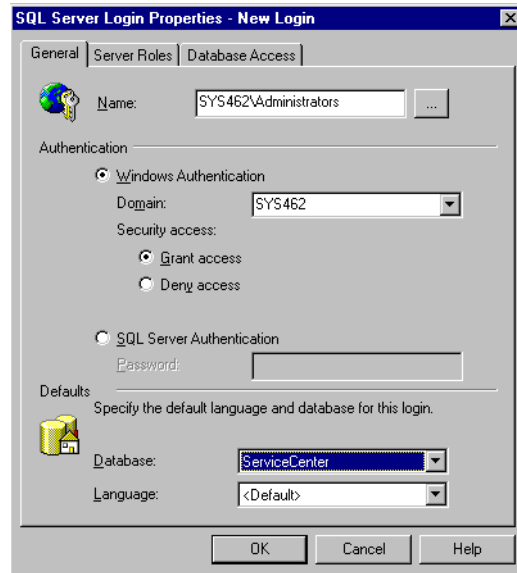 SQL Server Login Properties - New Login
General Server Roles Database Access
Name: SYS462\Administrators ...
Authentication
Windows Authentication
Domain: SYS462
Security access:
Grant access
Deny access
SQL Server Authentication
Password:
Defaults
Specify the default language and database for this login.
Database: ServiceCenter
Language: <Default>
OK Cancel Help